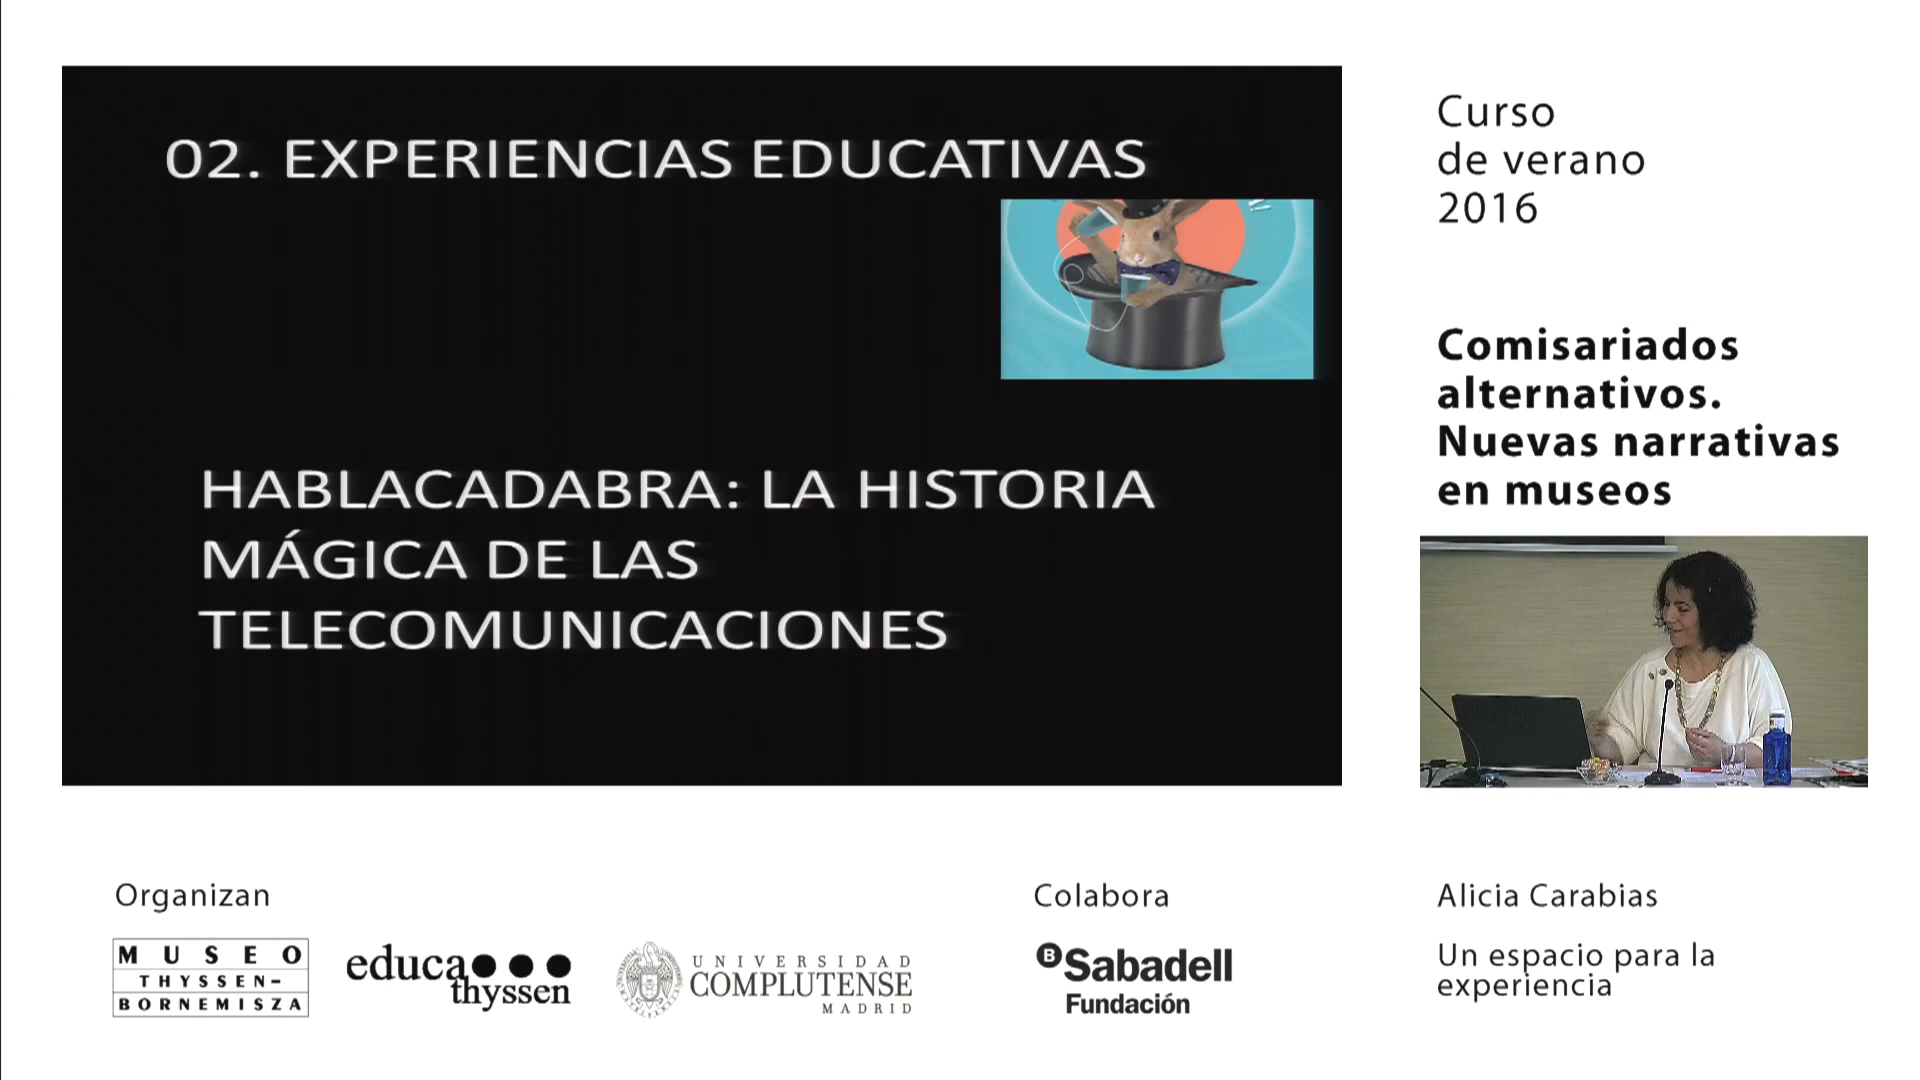 02. EXPERIENCIAS EDUCATIVAS
HABLACADABRA: LA HISTORIA
MÁGICA DE LAS
TELECOMUNICACIONES
Curso
de verano
2016
Comisariados
alternativos.
Nuevas narrativas
en museos
Organizan
MUSEO
THYSSEN-
BORNEMISZA
educa
thyssen
UNIVERSIDAD
COMPLUTENSE
MADRID
Colabora
B Sabadell
Fundación
Alicia Carabias
Un espacio para la
experiencia